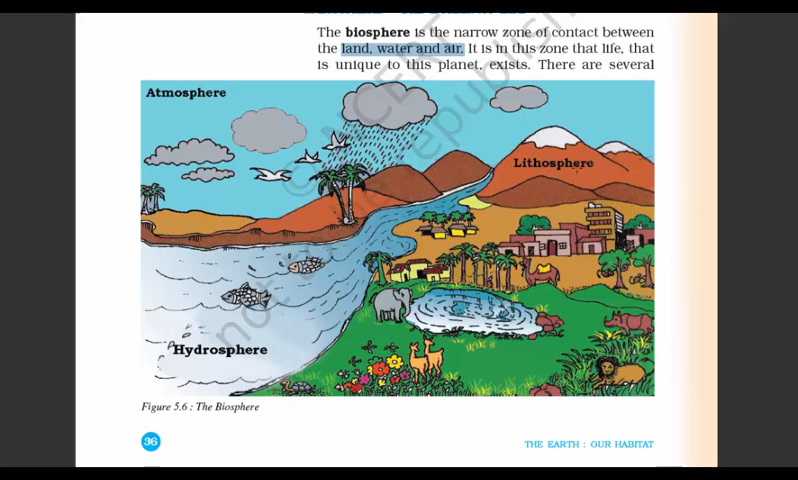 The biosphere is the narrow zone of contact between
the land, water and air. It is in this zone that life, that
is unique to this planet, exists. There are several
Atmosphere
Lithosphere
Hydrosphere
Figure 5.6 : The Biosphere
36
THE EARTH : OUR HABITAT